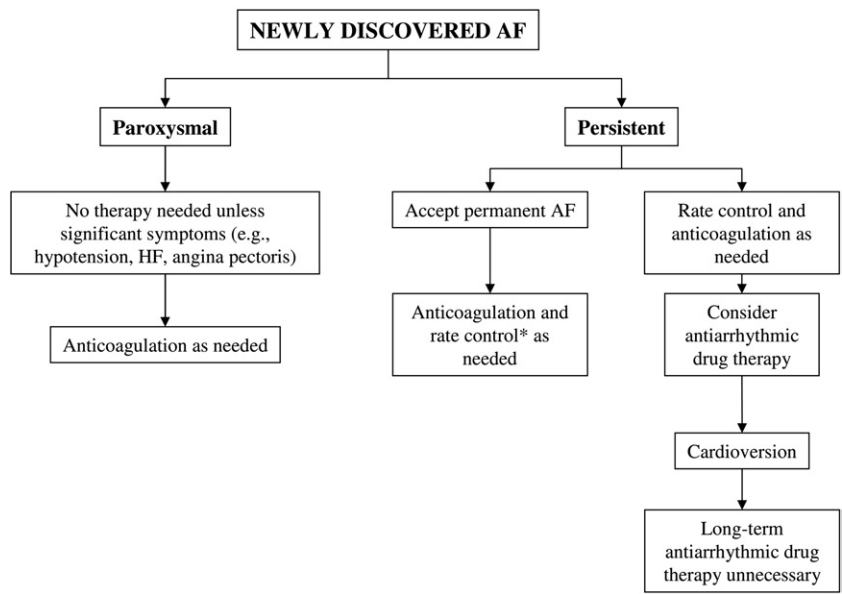 NEWLY DISCOVERED AF
Paroxysmal
Persistent
No therapy needed unless
significant symptoms (e.g.,
hypotension, HF, angina pectoris)
Accept permanent AF
Rate control and
anticoagulation as
needed
Anticoagulation as needed
Anticoagulation and
rate control* as
needed
Consider
antiarrhythmic
drug therapy
Cardioversion
Long-term
antiarrhythmic drug
therapy unnecessary